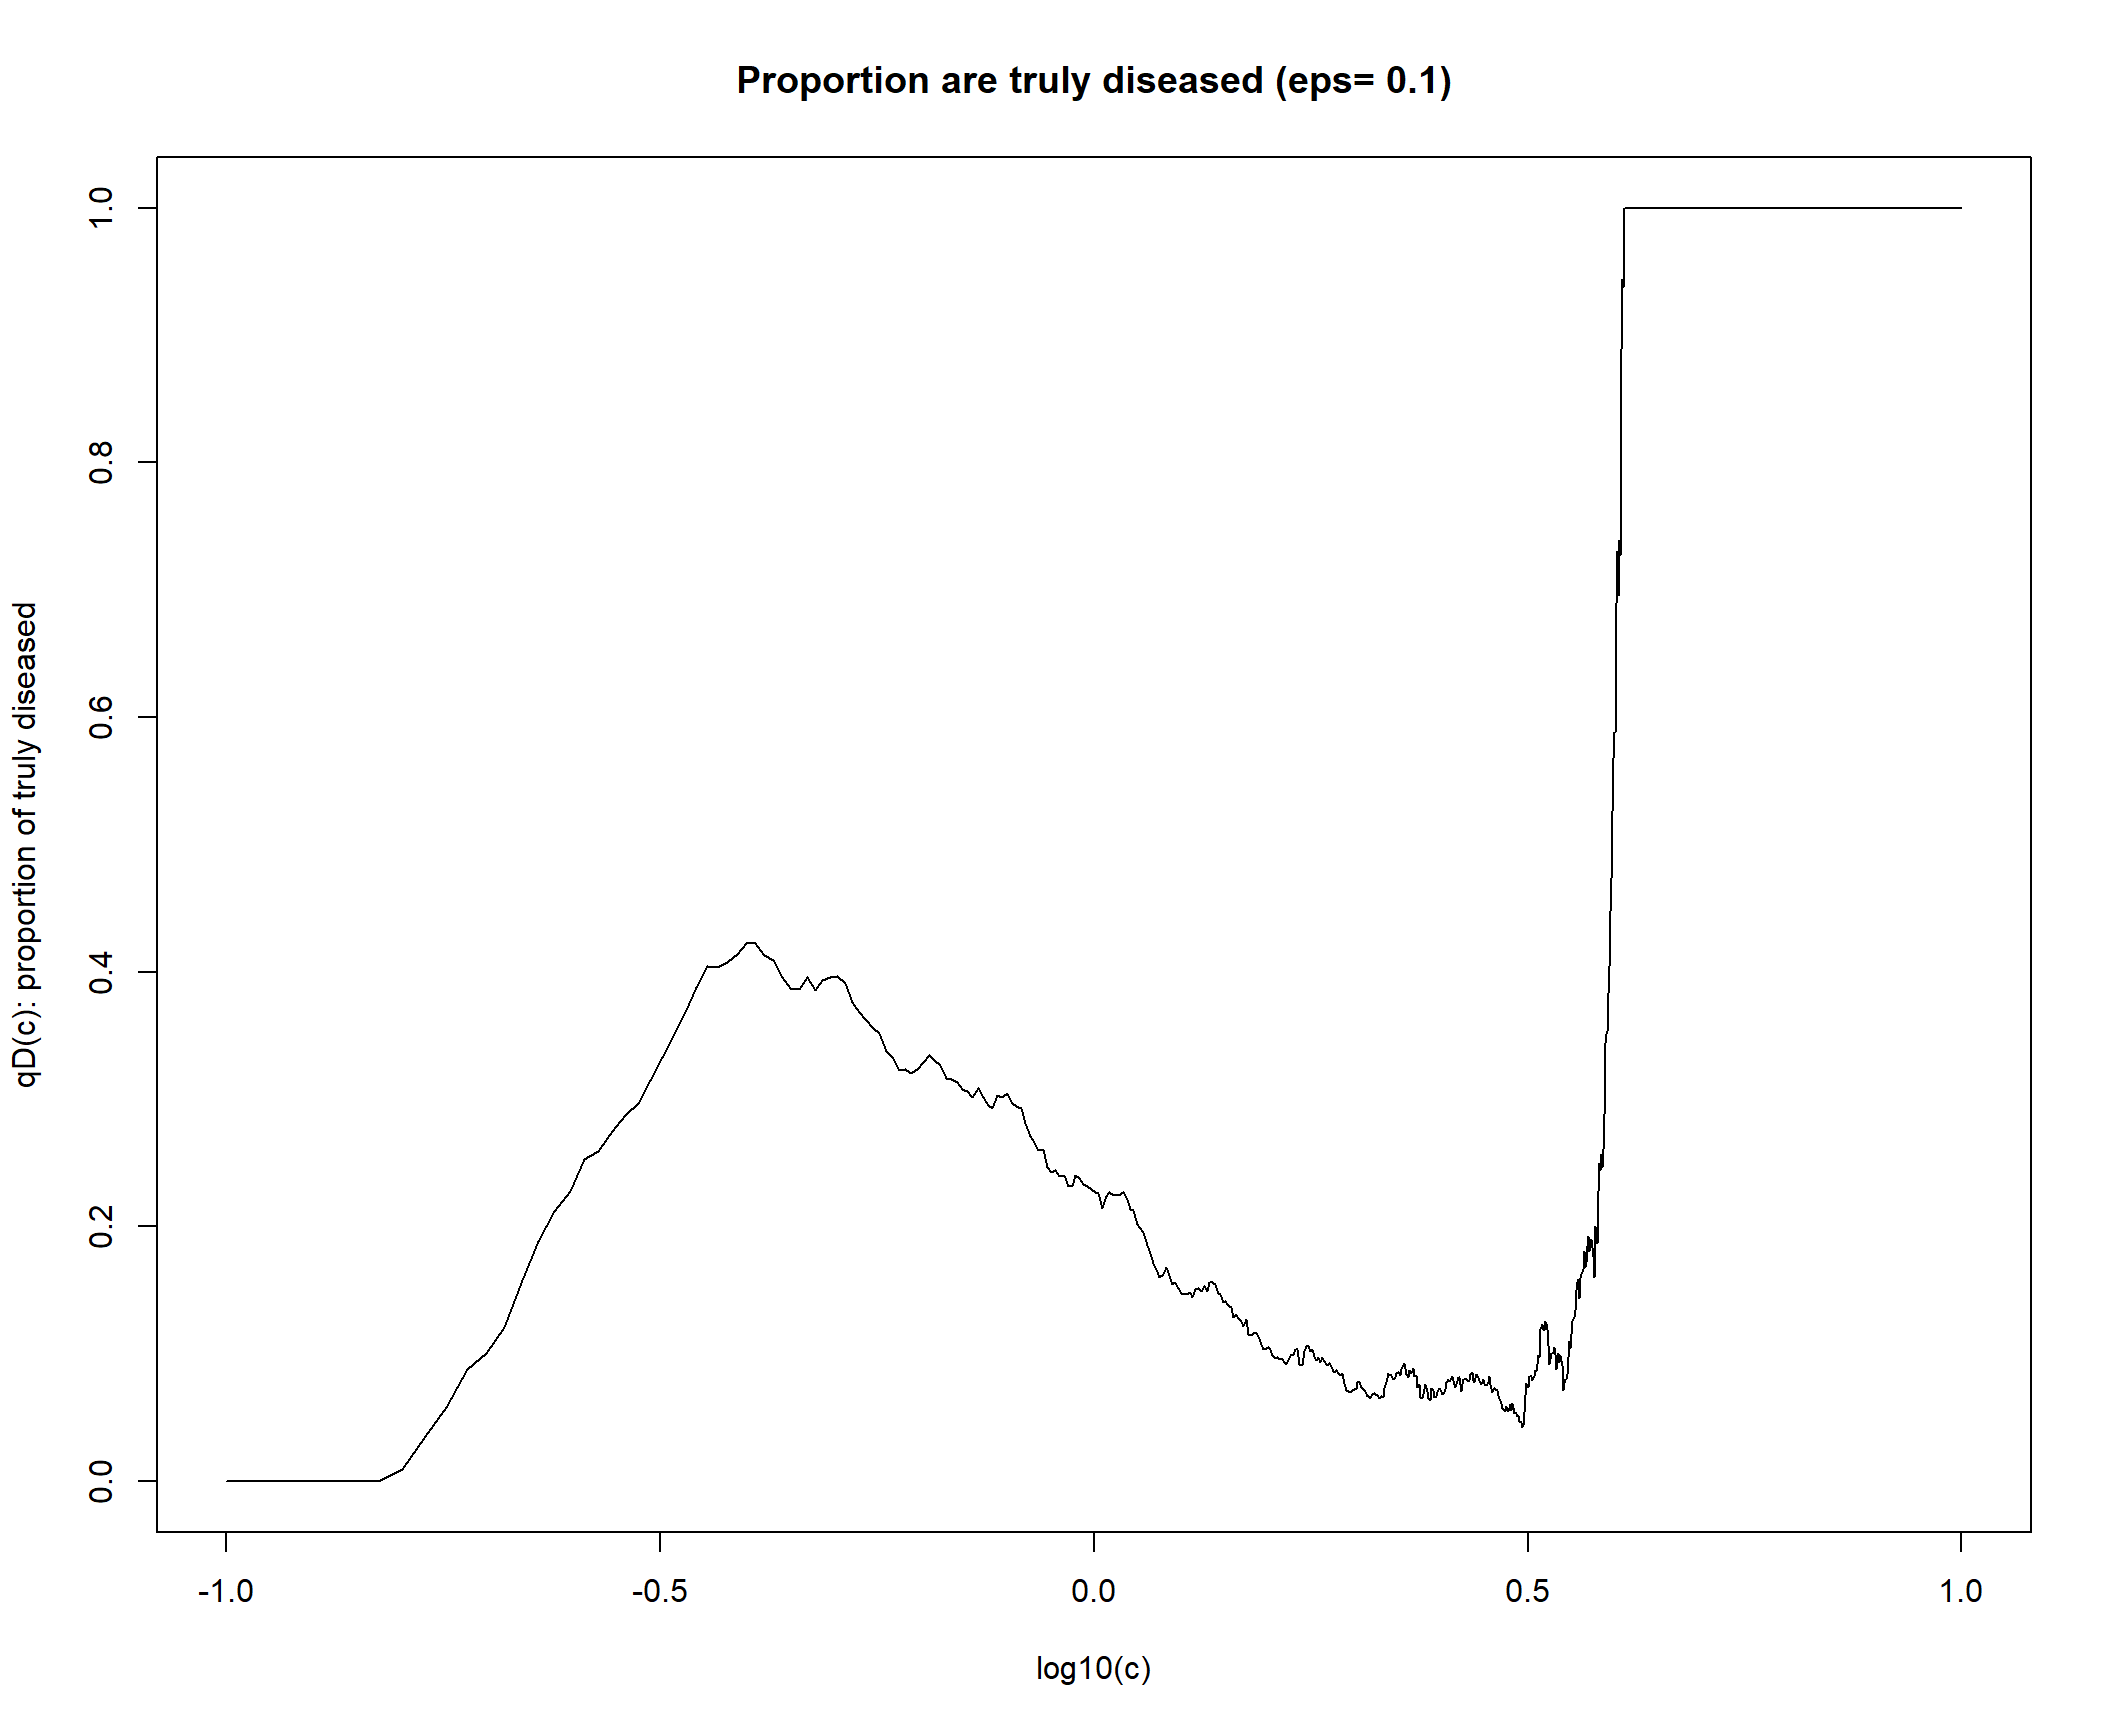 Proportion are truly diseased (eps= 0.1)
qD(c): proportion of truly diseased
1.0
0.8
0.6
0.4
0.2
0.0
-1.0 -0.5 0.0 0.5 1.0
log10(c)